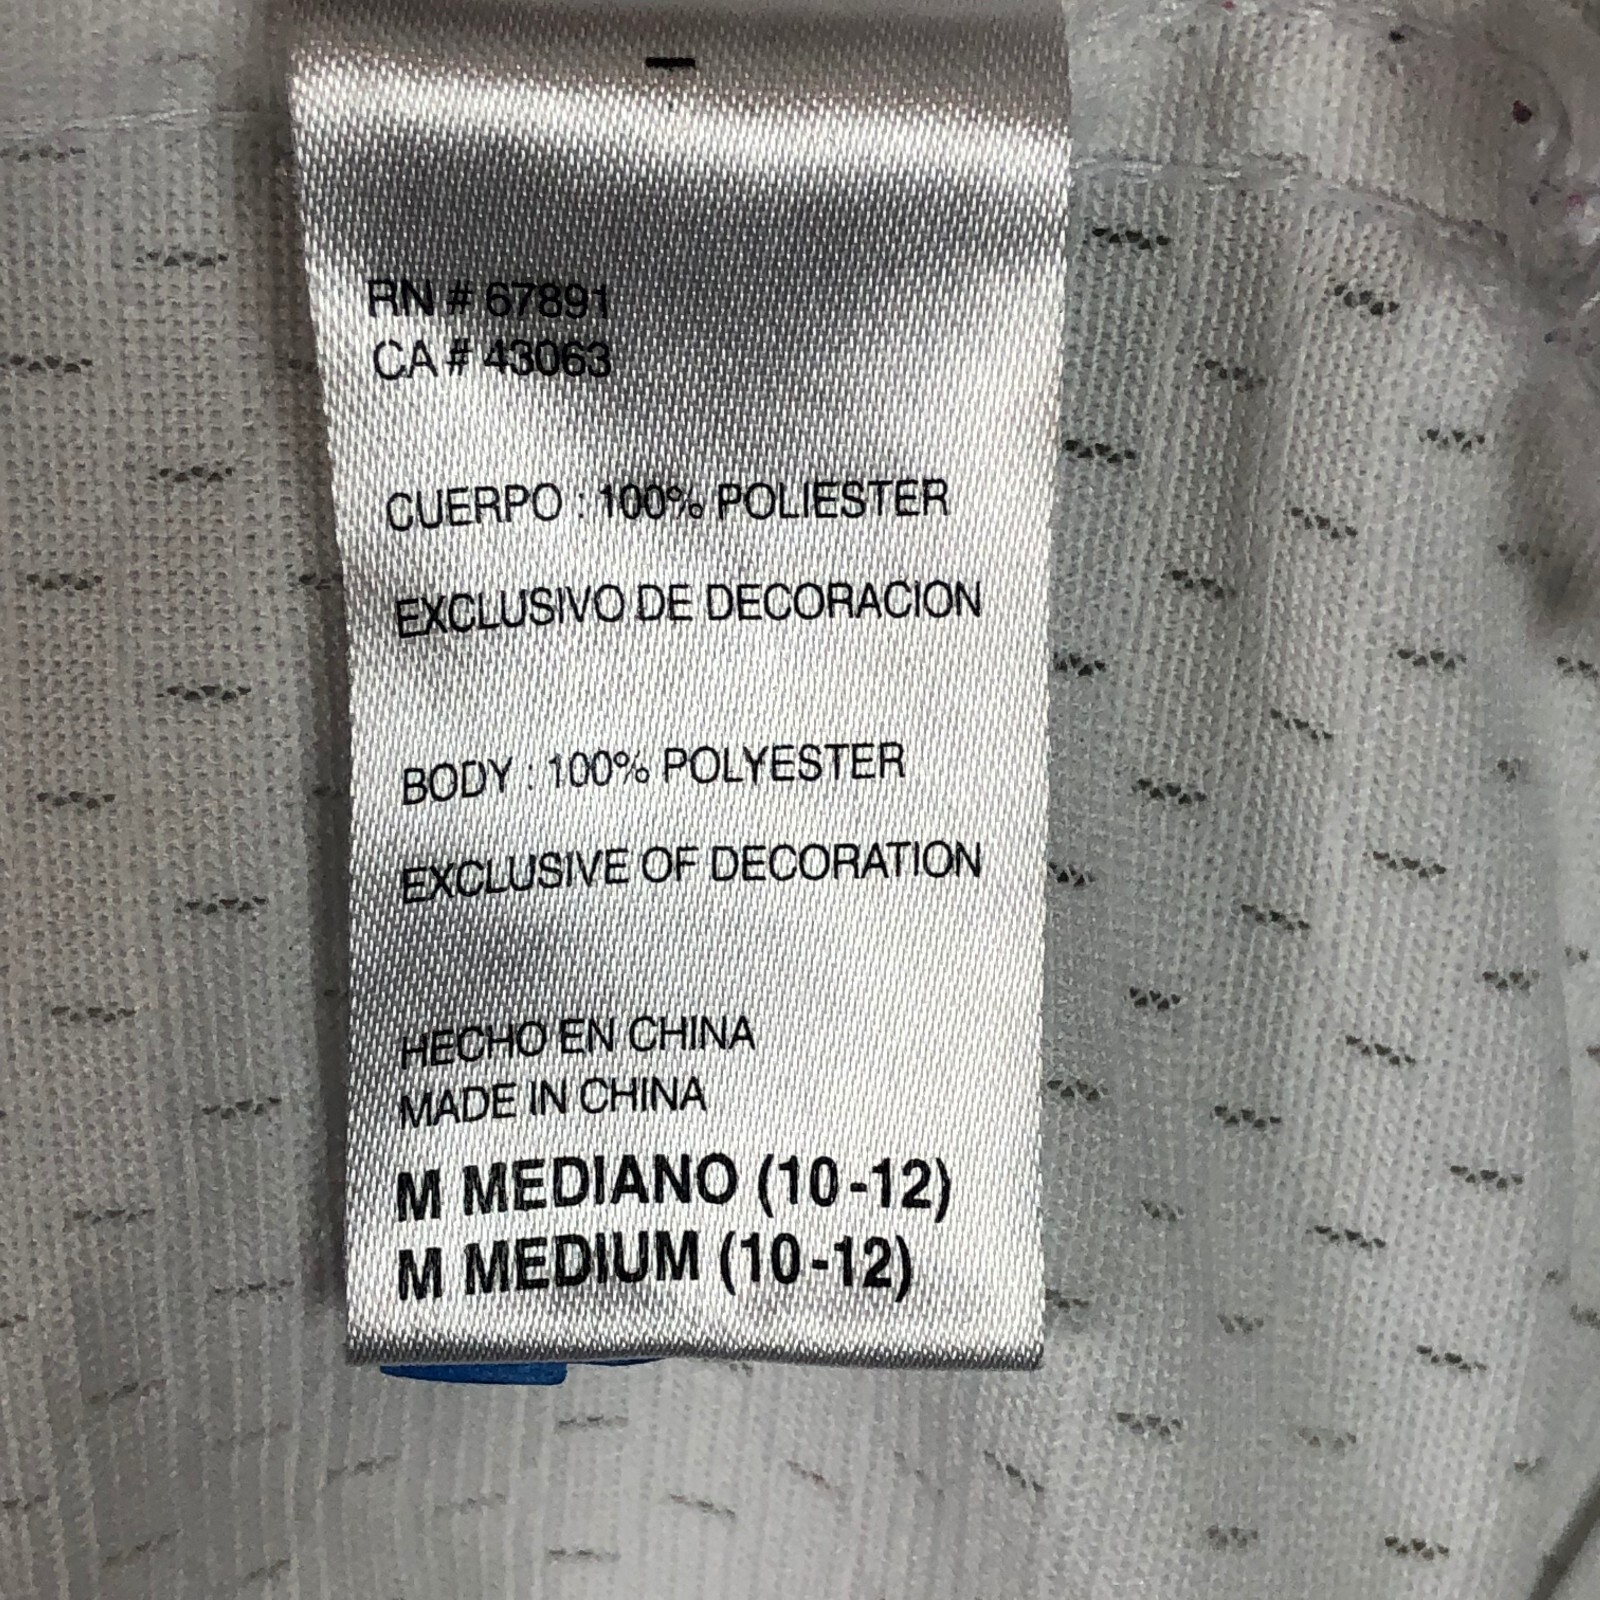 RN # 67891
CA # 43063
CUERPO : 100% POLIESTER
EXCLUSIVO DE DECORACION
BODY : 100% POLYESTER
EXCLUSIVE OF DECORATION
HECHO EN CHINA
MADE IN CHINA
M MEDIANO (10-12)
M MEDIUM (10-12)